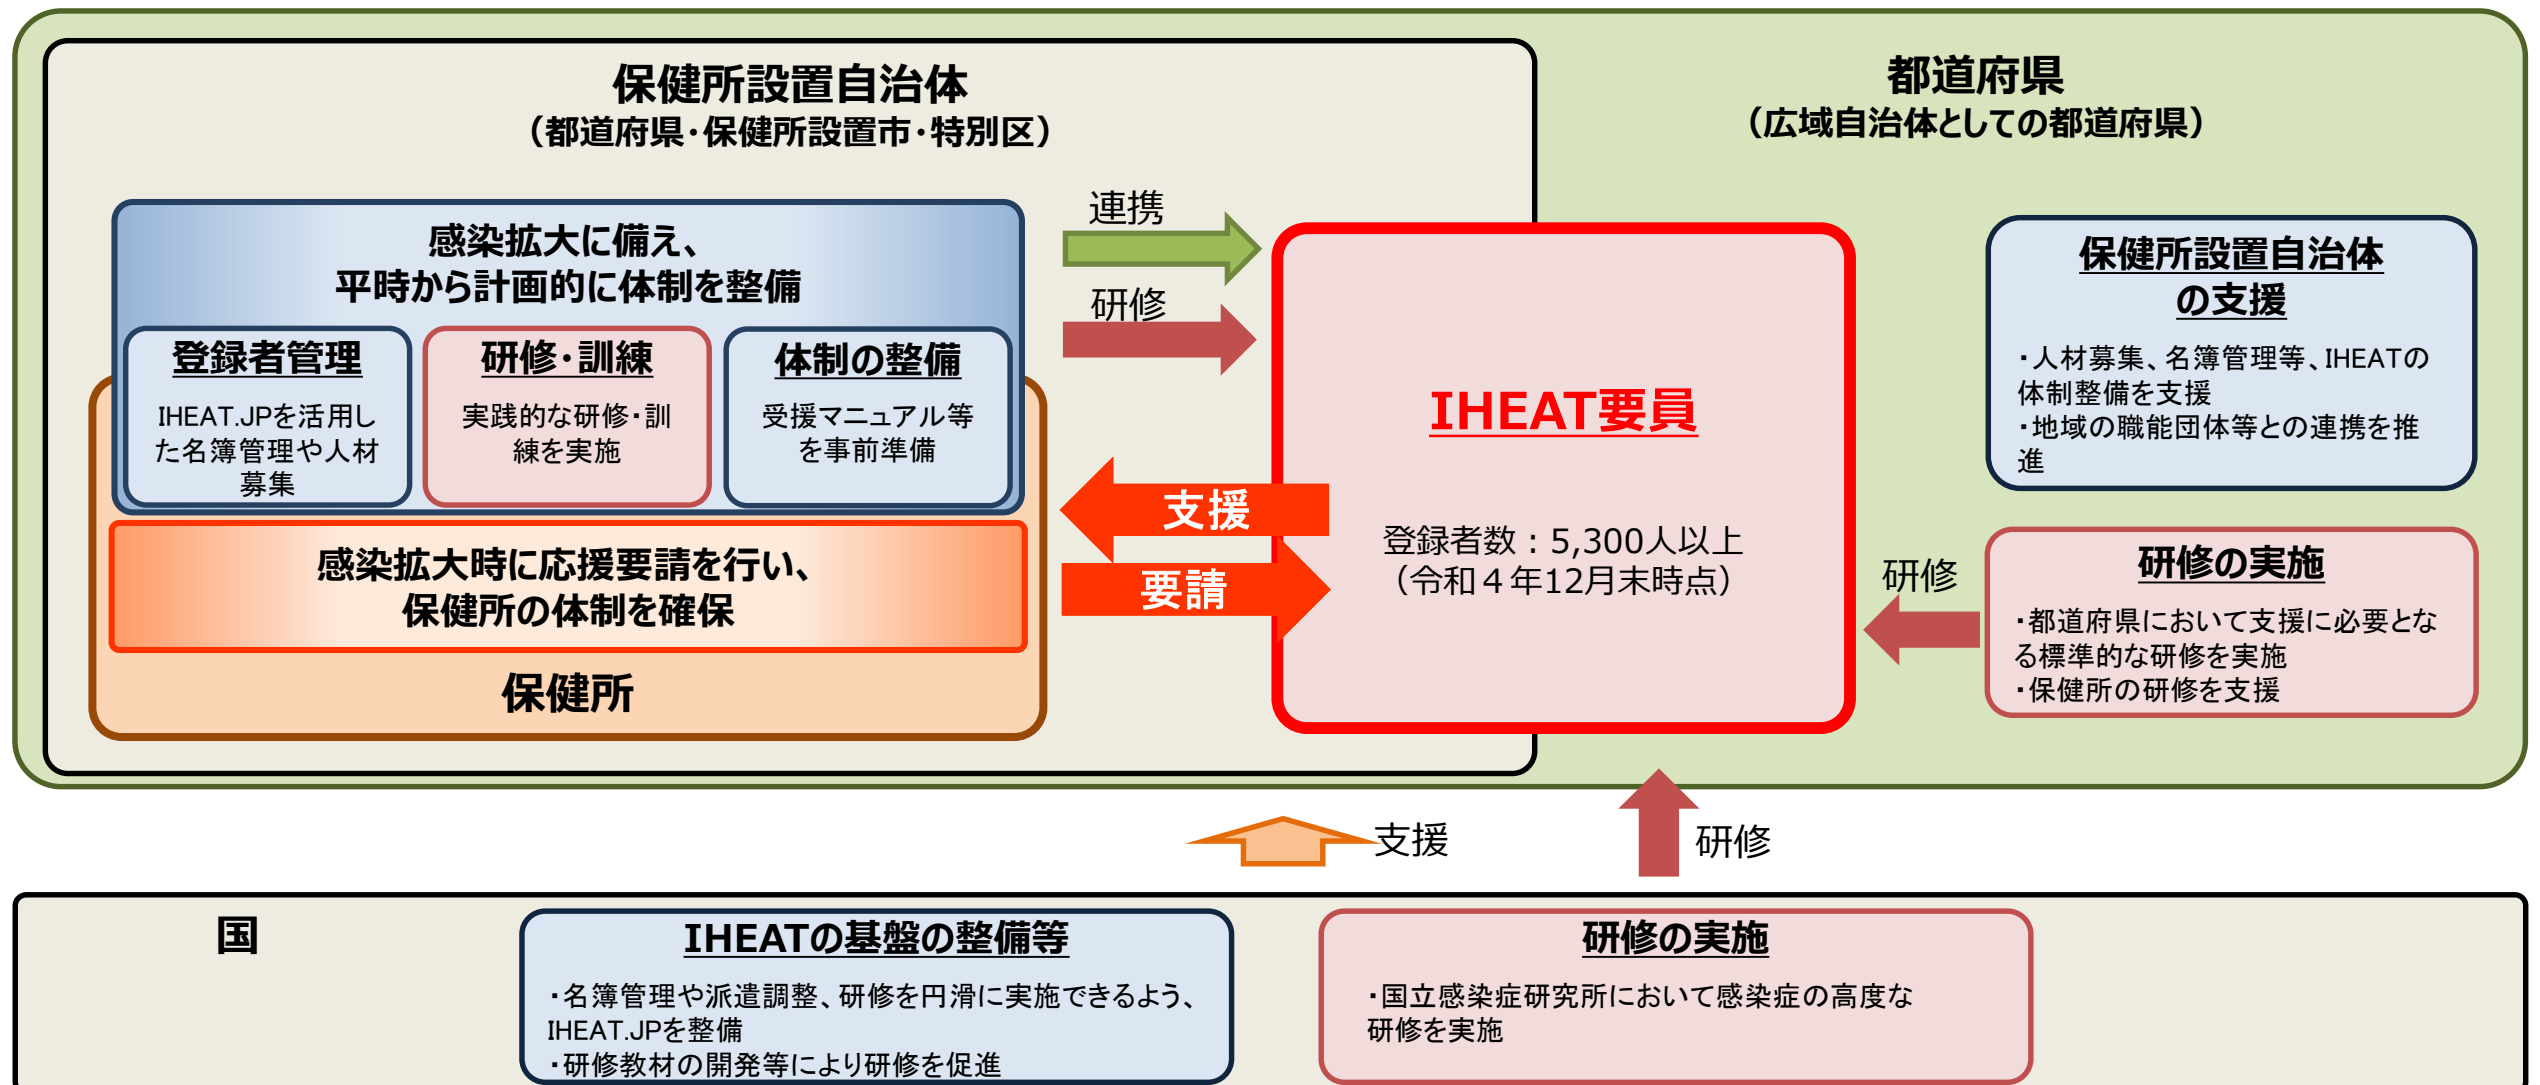 保健所設置自治体
（都道府県・保健所設置市・特別区）
都道府県
（広域自治体としての都道府県）
感染拡大に備え、
平時から計画的に体制を整備
登録者管理
IHEAT.JPを活用し
た名簿管理や人材
募集
研修・訓練
実践的な研修・訓
練を実施
体制の整備
受援マニュアル等
を事前準備
感染拡大時に応援要請を行い、
保健所の体制を確保
保健所
連携
研修
支援
要請
IHEAT要員
登録者数：5,300人以上
（令和４年12月末時点）
保健所設置自治体
の支援
・人材募集、名簿管理等、IHEATの
体制整備を支援
・地域の職能団体等との連携を推
進
研修
研修の実施
・都道府県において支援に必要とな
る標準的な研修を実施
・保健所の研修を支援
支援
研修
国
IHEATの基盤の整備等
・名簿管理や派遣調整、研修を円滑に実施できるよう、
IHEAT.JPを整備
・研修教材の開発等により研修を促進
研修の実施
・国立感染症研究所において感染症の高度な
研修を実施